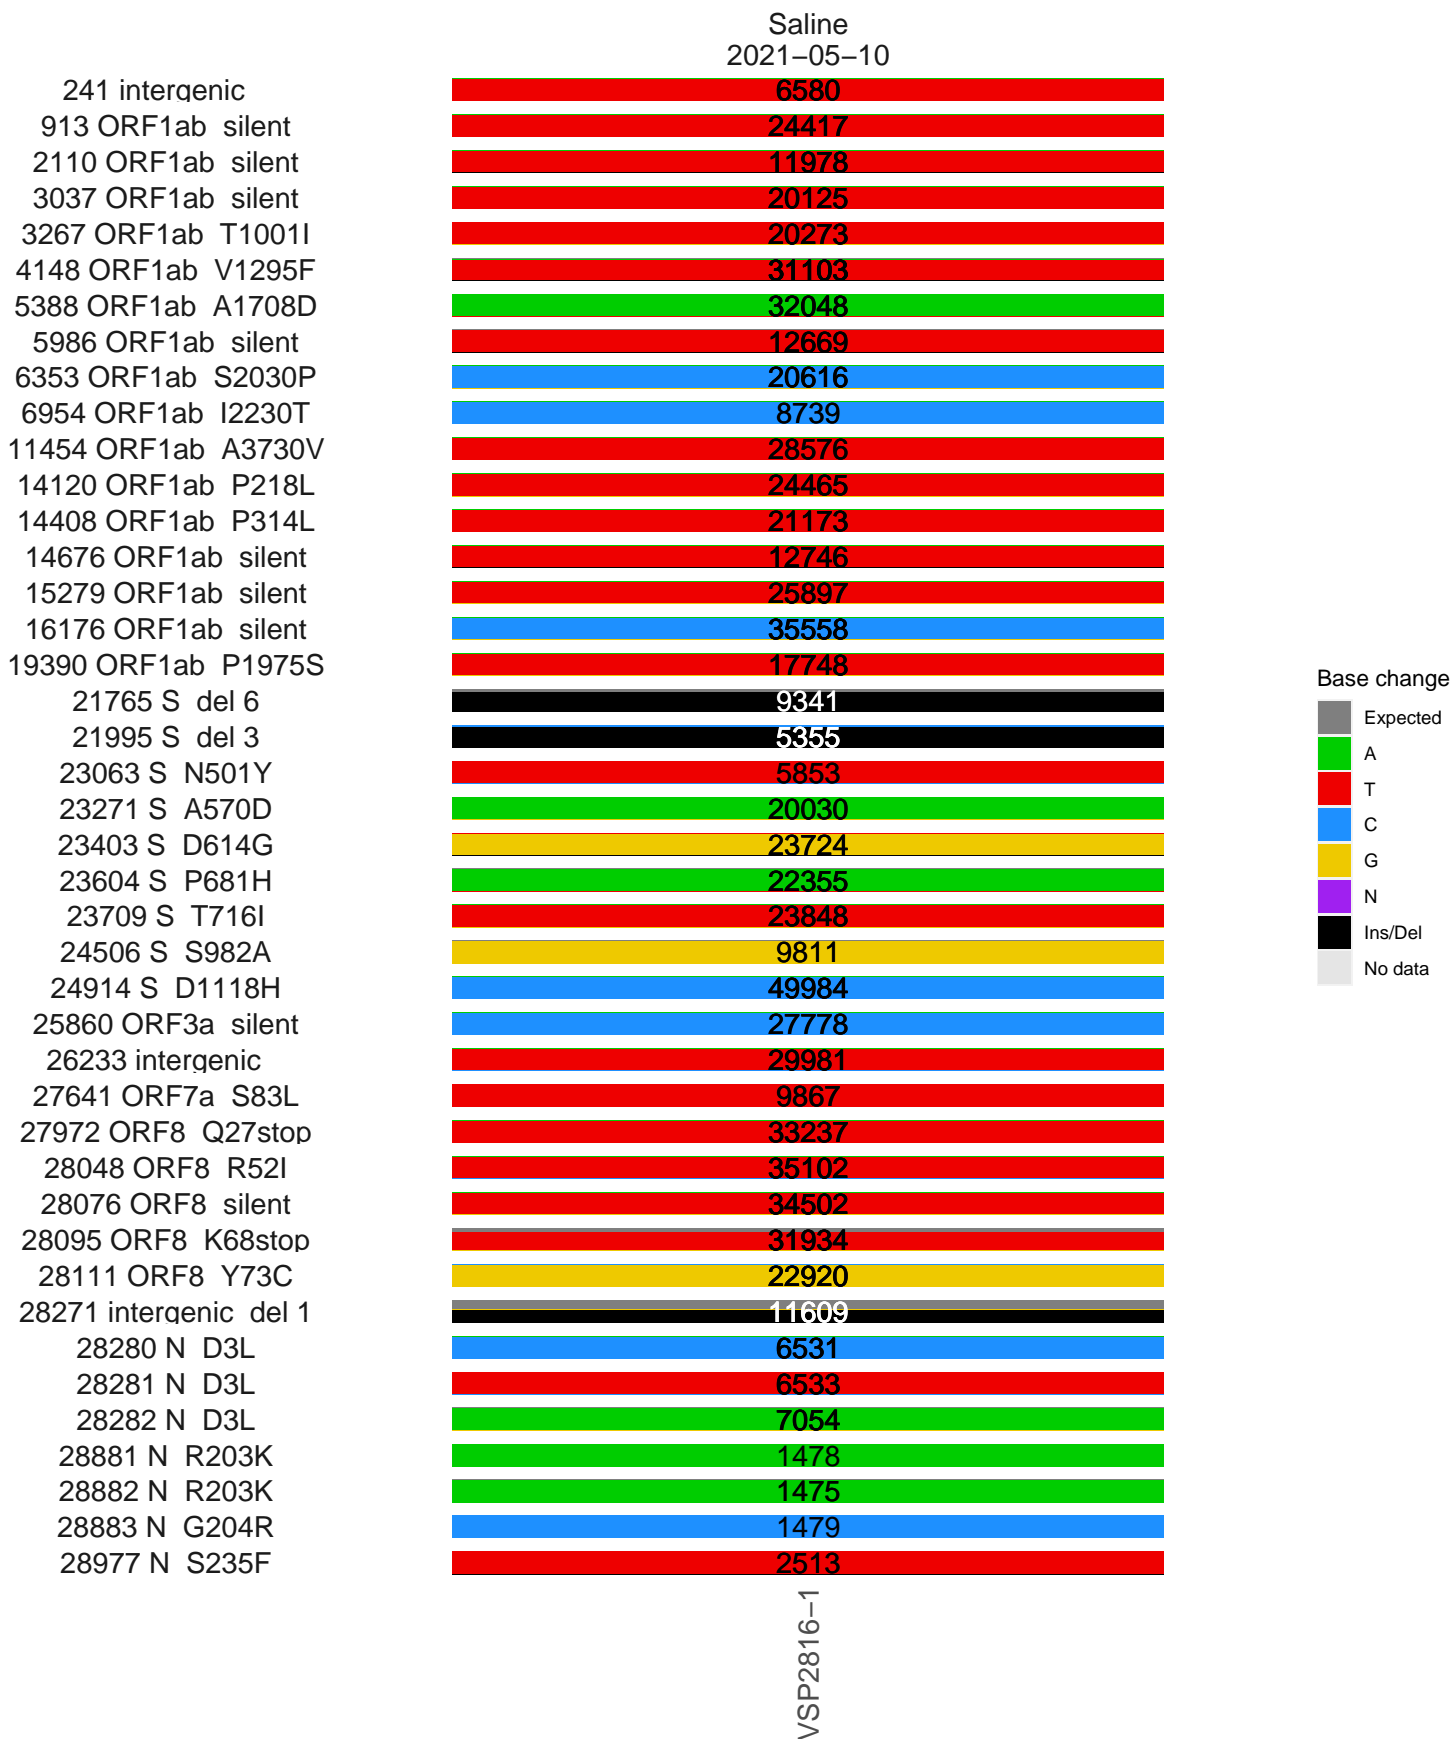 Saline
2021−05−10
241 intergenic 6580
913 ORF1ab silent 24417
2110 ORF1ab silent 11978
3037 ORF1ab silent 20125
3267 ORF1ab T1001I 20273
4148 ORF1ab V1295F 31103
5388 ORF1ab A1708D 32048
5986 ORF1ab silent 12669
6353 ORF1ab S2030P 20616
6954 ORF1ab I2230T 8739
11454 ORF1ab A3730V 28576
14120 ORF1ab P218L 24465
14408 ORF1ab P314L 21173
14676 ORF1ab silent 12746
15279 ORF1ab silent 25897
16176 ORF1ab silent 35558
19390 ORF1ab P1975S 17748
21765 S del 6 9341
21995 S del 3 5355
23063 S N501Y 5853
23271 S A570D 20030
23403 S D614G 23724
23604 S P681H 22355
23709 S T716I 23848
24506 S S982A 9811
24914 S D1118H 49984
25860 ORF3a silent 27778
26233 intergenic 29981
27641 ORF7a S83L 9867
27972 ORF8 Q27stop 33237
28048 ORF8 R52I 35102
28076 ORF8 silent 34502
28095 ORF8 K68stop 31934
28111 ORF8 Y73C 22920
28271 intergenic del 1 11609
28280 N D3L 6531
28281 N D3L 6533
28282 N D3L 7054
28881 N R203K 1478
28882 N R203K 1475
28883 N G204R 1479
28977 N S235F 2513
VSP2816−1
Base change
Expected
A
T
C
G
N
Ins/Del
No data